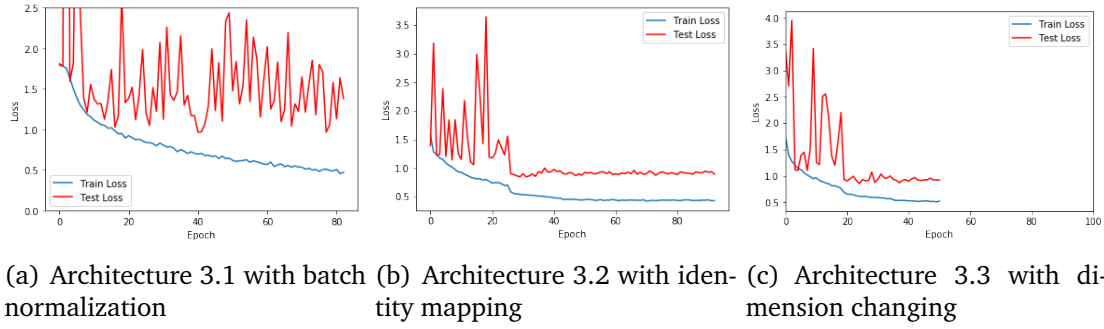 2.5
2.0
1.5
1.0
0.5
0.0
Loss
0 20 40 60 80
Epoch
Train Loss
Test Loss
3.5
3.0
2.5
2.0
1.5
1.0
0.5
Loss
0 20 40 60 80
Epoch
Train Loss
Test Loss
4.0
3.5
3.0
2.5
2.0
1.5
1.0
0.5
Loss
0 20 40 60 80 100
Epoch
Train Loss
Test Loss
(a) Architecture 3.1 with batch
normalization
(b) Architecture 3.2 with iden-
tity mapping
(c) Architecture 3.3 with di-
mension changing